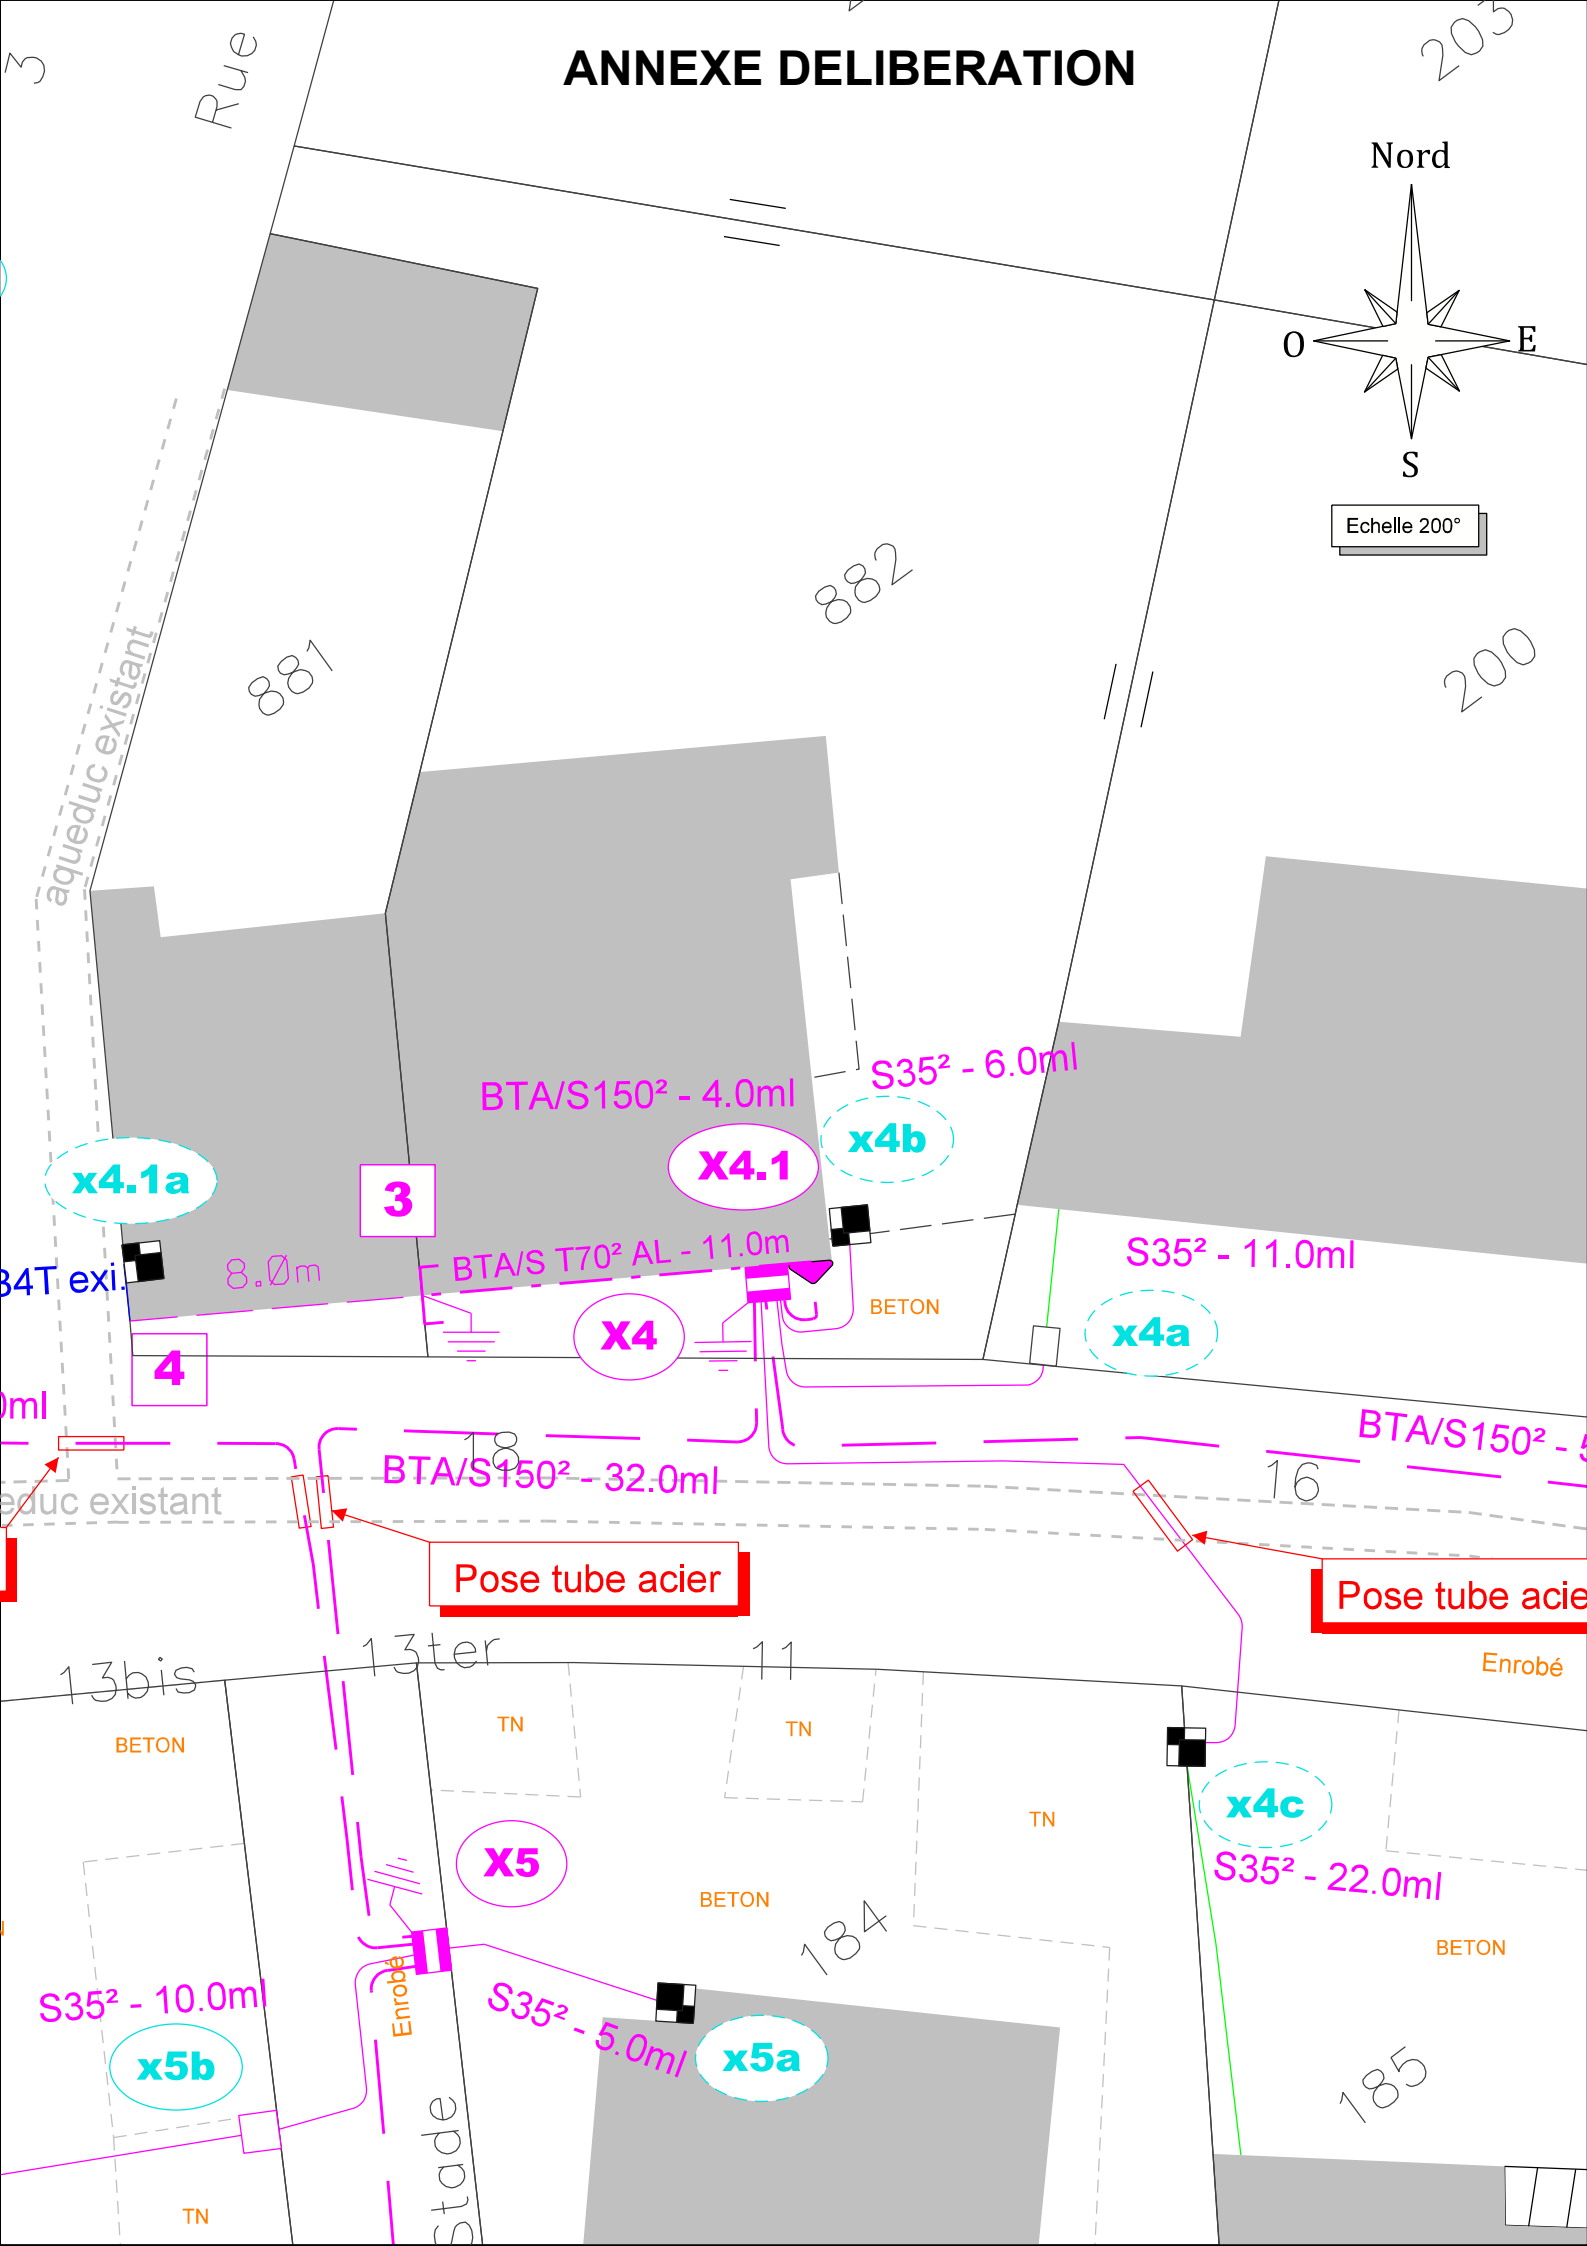 ANNEXE DELIBERATION
3
Rue
203
Nord
O
E
S
Echelle 200°
882
881
200
aqueduc existant
S35² - 6.0ml
BTA/S150² - 4.0ml
x4b
X4.1
x4.1a
3
BTA/S T70² AL - 11.0m
S35² - 11.0ml
8.0m
34T exi.
BETON
X4
x4a
4
0ml
BTA/S150² - 5
18
BTA/S150² - 32.0ml
16
educ existant
Pose tube acier
Pose tube acie
13bis
13ter
11
Enrobé
BETON
TN
TN
TN
x4c
X5
S35² - 22.0ml
BETON
184
BETON
Enrobé
S35² - 10.0ml
S35² - 5.0ml
x5b
x5a
185
Stade
TN